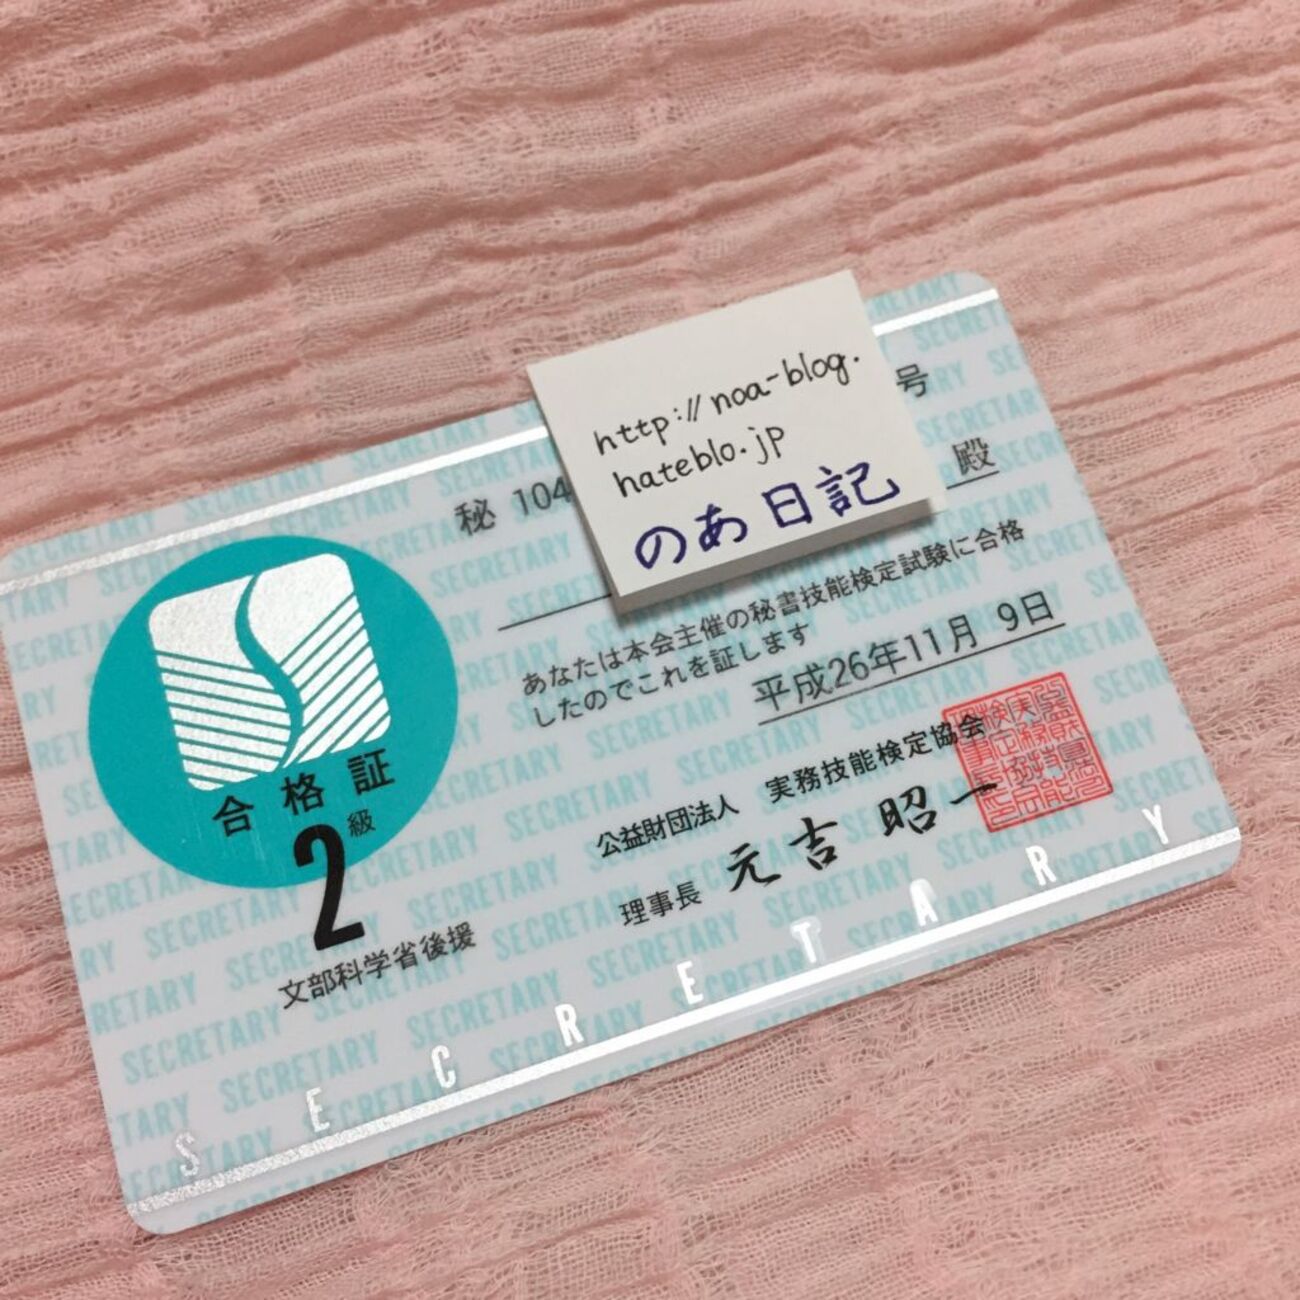 秘 104
号
殿
http://noa-blog.
hateblo.jp
のあ日記
あなたは本会主催の秘書技能検定試験に合格
したのでこれを証します
平成26年11月 9日
公益財団法人 実務技能検定協会
理事長 元吉 昭一
合格証
2級
文部科学省後援
SECRETARY